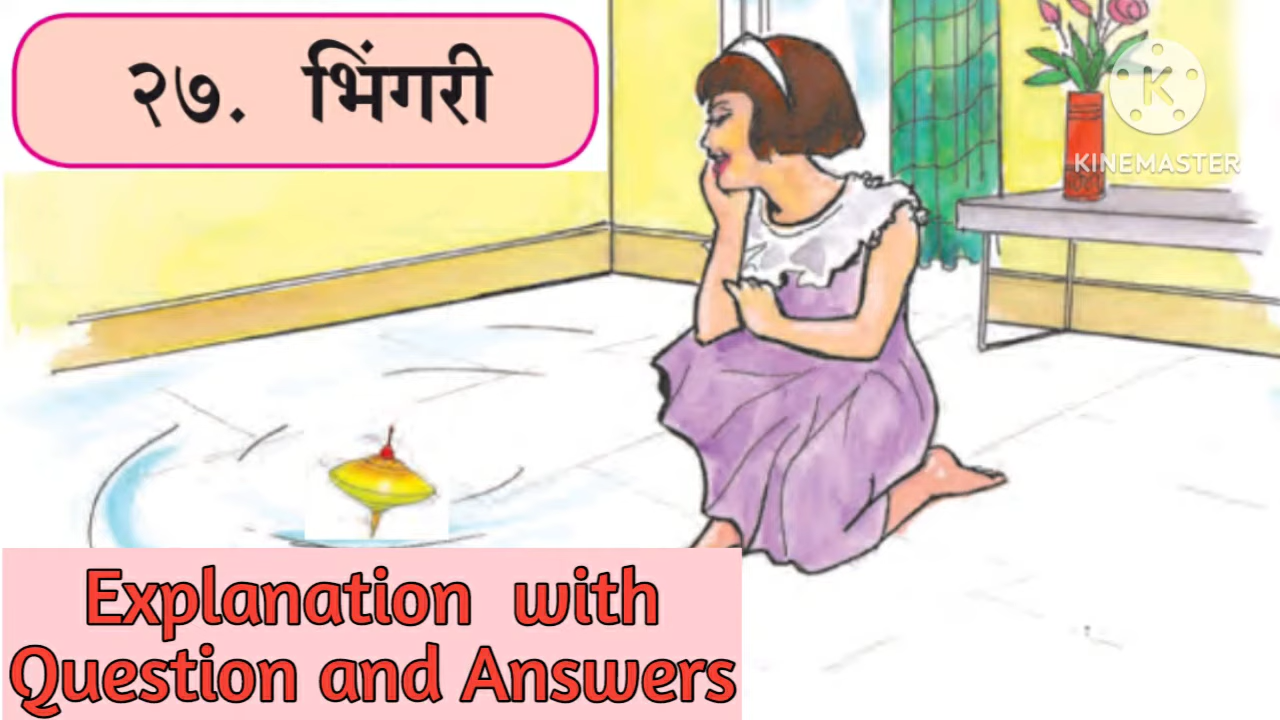 २७. भिंगरी
K
KINEMASTER
Explanation with
Question and Answers